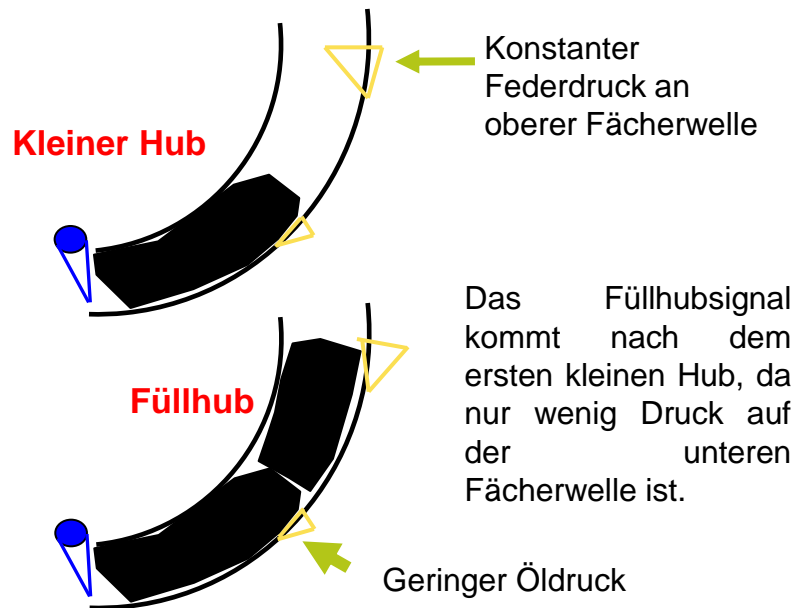 Konstanter
Federdruck an
oberer Fächerwelle
Kleiner Hub
Das Füllhubsignal
kommt nach dem
ersten kleinen Hub, da
nur wenig Druck auf
der unteren
Fächerwelle ist.
Füllhub
Geringer Öldruck